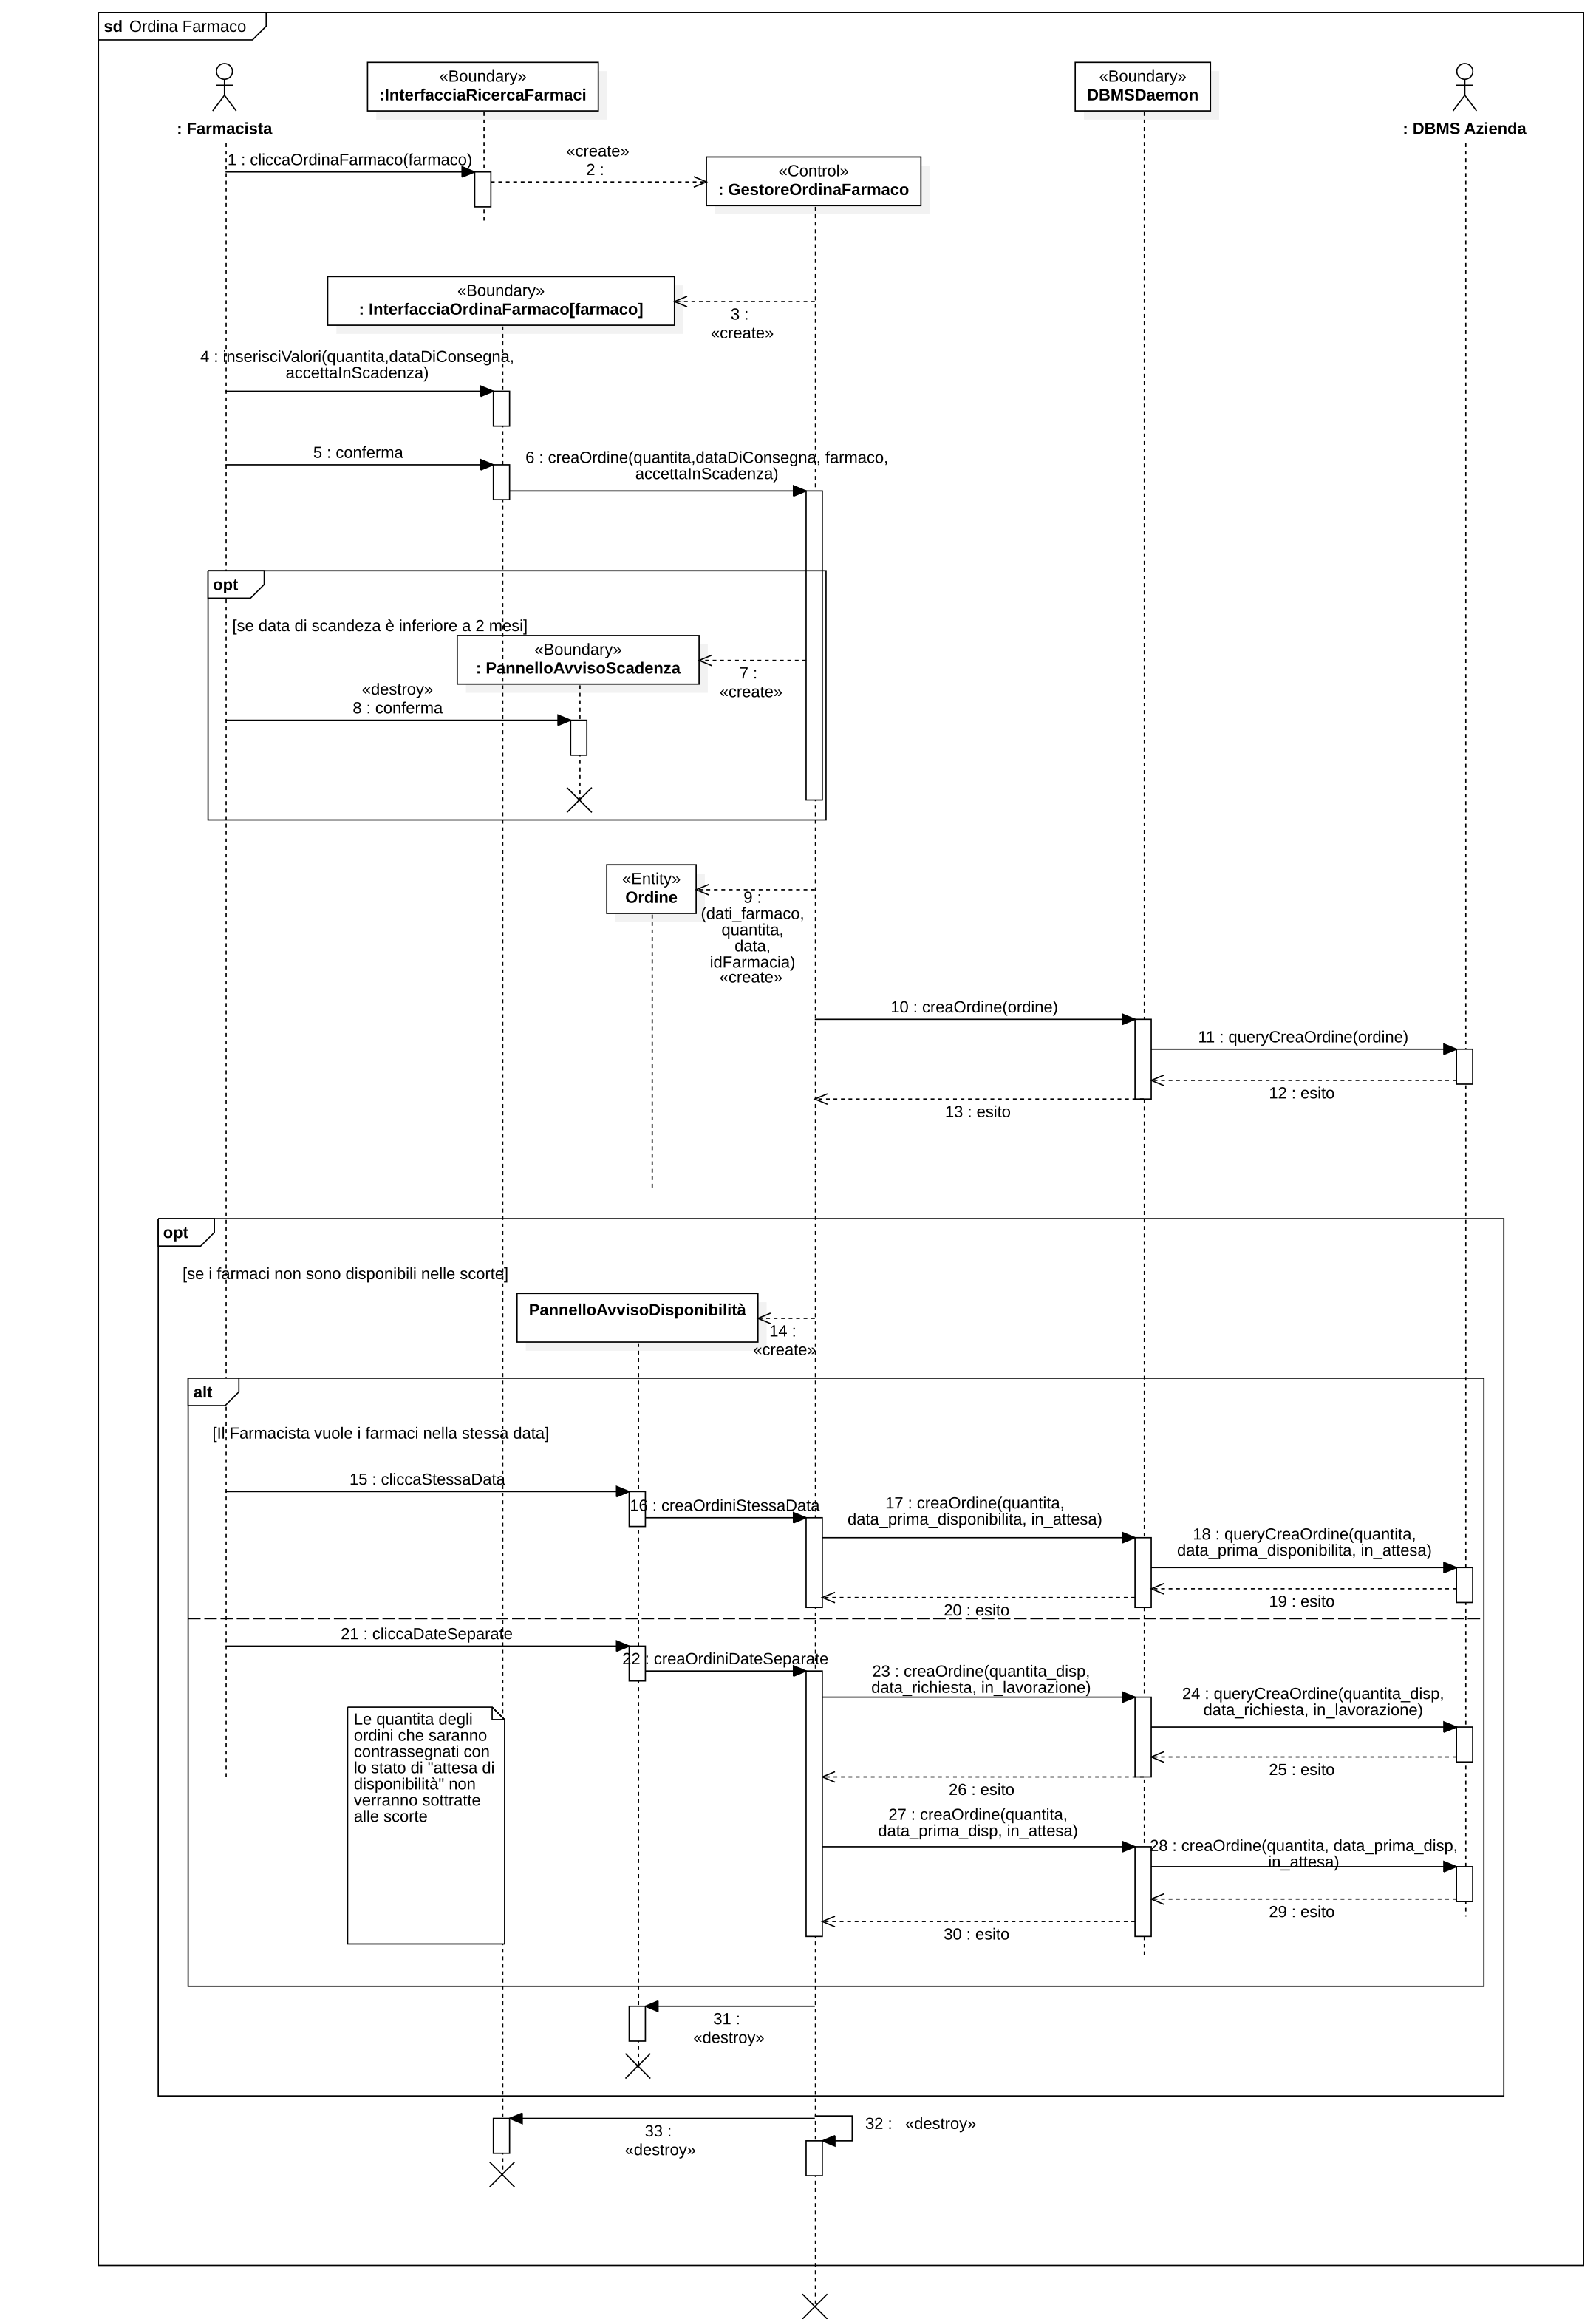 sd Ordina Farmaco
«Boundary»
:InterfacciaRicercaFarmaci
«Boundary»
DBMSDaemon
: Farmacista
: DBMS Azienda
1 : cliccaOrdinaFarmaco(farmaco)
«create»
2 :
«Control»
: GestoreOrdinaFarmaco
«Boundary»
: InterfacciaOrdinaFarmaco[farmaco]
3 :
«create»
4 : inserisciValori(quantita,dataDiConsegna,
accettaInScadenza)
5 : conferma
6 : creaOrdine(quantita,dataDiConsegna, farmaco,
accettaInScadenza)
opt
[se data di scandeza è inferiore a 2 mesi]
«Boundary»
: PannelloAvvisoScadenza
7 :
«create»
«destroy»
8 : conferma
«Entity»
Ordine
9 :
(dati_farmaco,
quantita,
data,
idFarmacia)
«create»
10 : creaOrdine(ordine)
11 : queryCreaOrdine(ordine)
12 : esito
13 : esito
opt
[se i farmaci non sono disponibili nelle scorte]
PannelloAvvisoDisponibilità
14 :
«create»
alt
[Il Farmacista vuole i farmaci nella stessa data]
15 : cliccaStessaData
16 : creaOrdiniStessaData
17 : creaOrdine(quantita,
data_prima_disponibilita, in_attesa)
18 : queryCreaOrdine(quantita,
data_prima_disponibilita, in_attesa)
19 : esito
20 : esito
21 : cliccaDateSeparate
22 : creaOrdiniDateSeparate
23 : creaOrdine(quantita_disp,
data_richiesta, in_lavorazione)
24 : queryCreaOrdine(quantita_disp,
data_richiesta, in_lavorazione)
25 : esito
26 : esito
Le quantita degli
ordini che saranno
contrassegnati con
lo stato di "attesa di
disponibilità" non
verranno sottratte
alle scorte
27 : creaOrdine(quantita,
data_prima_disp, in_attesa)
28 : creaOrdine(quantita, data_prima_disp,
in_attesa)
29 : esito
30 : esito
31 :
«destroy»
32 : «destroy»
33 :
«destroy»